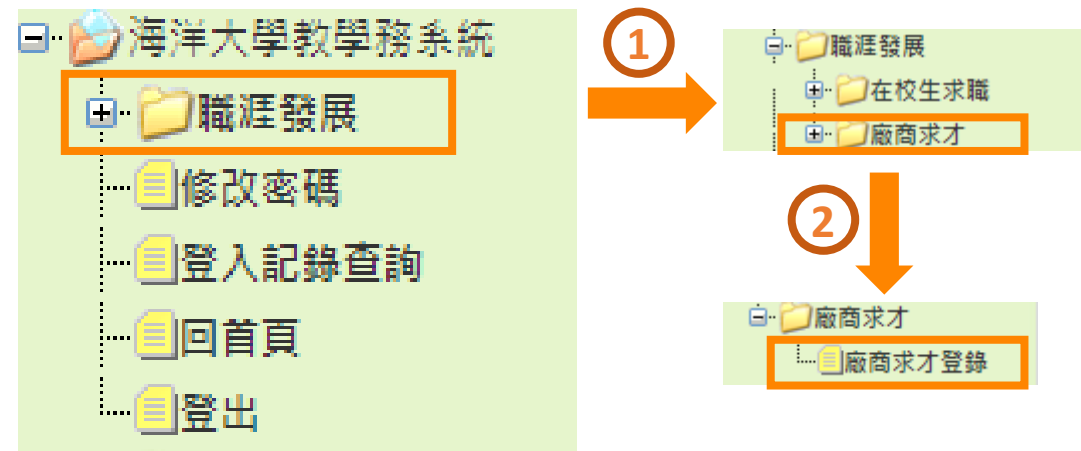 海洋大學教學務系統
職涯發展
修改密碼
登入記錄查詢
回首頁
登出
1
職涯發展
在校生求職
廠商求才
2
廠商求才
廠商求才登錄